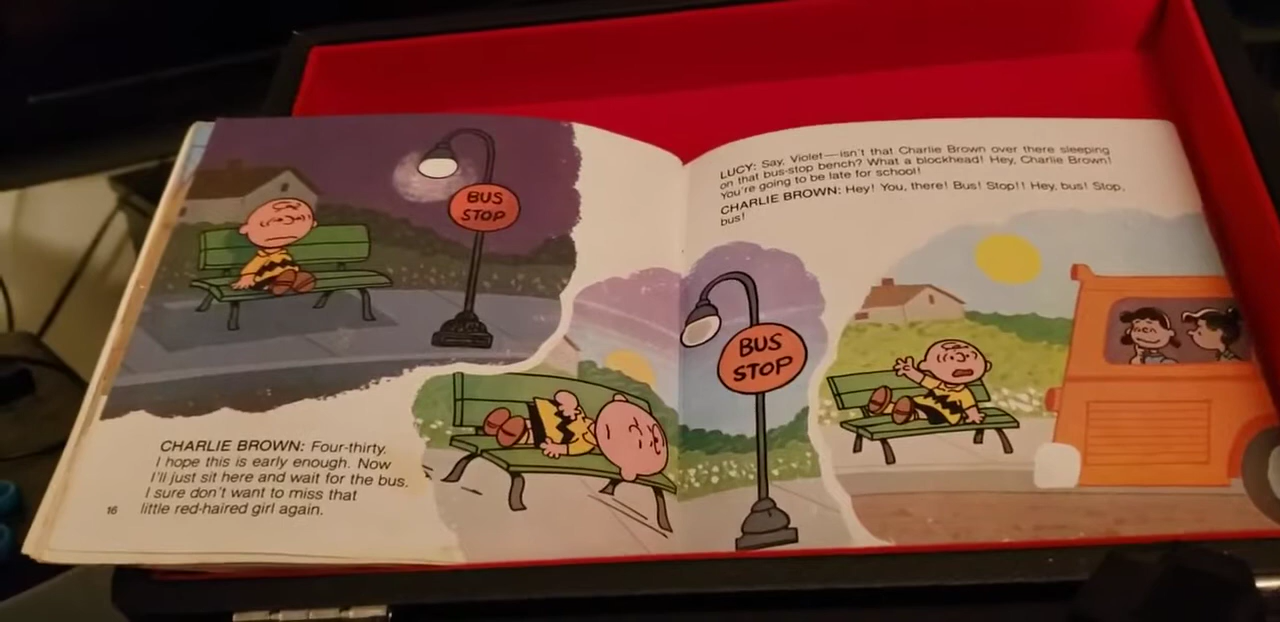 BUS
STOP
CHARLIE BROWN: Four-thirty.
I hope this is early enough. Now
I'll just sit here and wait for the bus.
I sure don't want to miss that
little red-haired girl again.
16
LUCY: Say, Violet—isn't that Charlie Brown over there sleeping
on that bus-stop bench? What a blockhead! Hey, Charlie Brown!
You're going to be late for school!
CHARLIE BROWN: Hey! You, there! Bus! Stop!! Hey, bus! Stop,
bus!
BUS
STOP